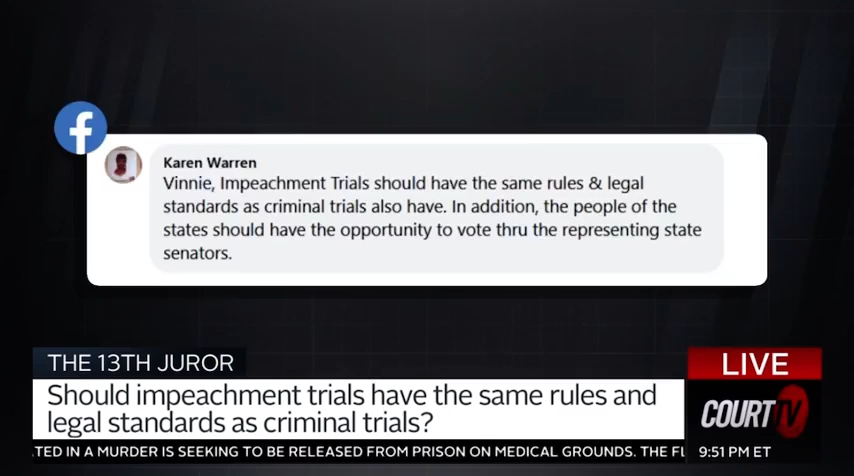 Karen Warren
Vinnie, Impeachment Trials should have the same rules & legal
standards as criminal trials also have. In addition, the people of the
states should have the opportunity to vote thru the representing state
senators.
THE 13TH JUROR
Should impeachment trials have the same rules and
legal standards as criminal trials?
LIVE
COURT TV
TED IN A MURDER IS SEEKING TO BE RELEASED FROM PRISON ON MEDICAL GROUNDS. THE FL
9:51 PM ET